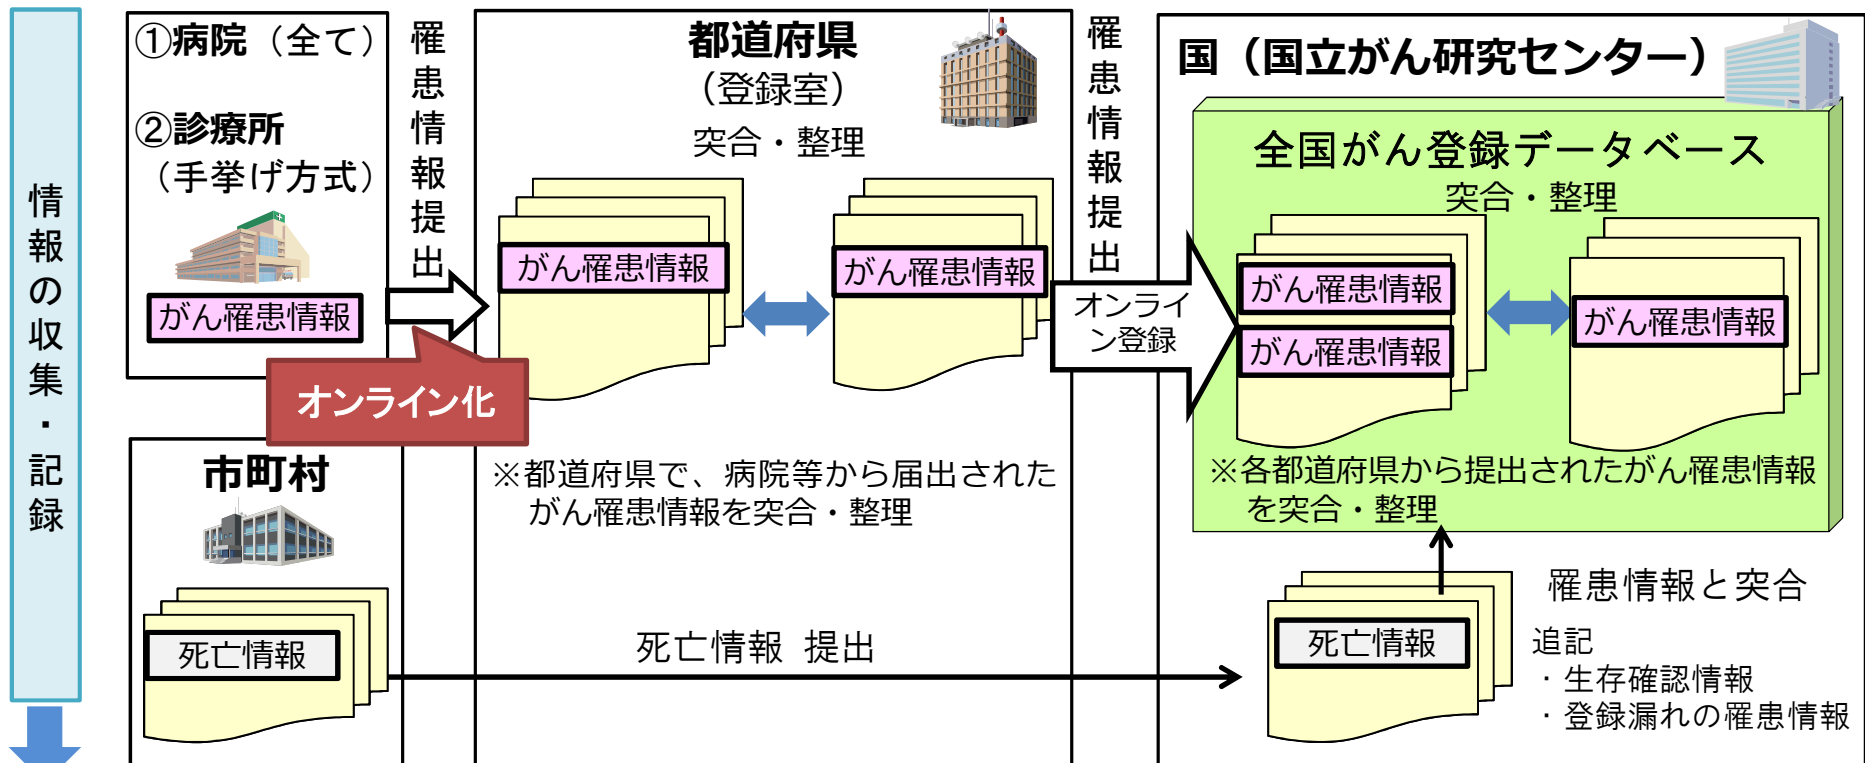 情報の収集・記録
①病院（全て）
②診療所
（手挙げ方式）
がん罹患情報
罹患情報提出
オンライン化
都道府県
（登録室）
突合・整理
がん罹患情報
がん罹患情報
※都道府県で、病院等から届出された
がん罹患情報を突合・整理
罹患情報提出
オンライ
ン登録
国（国立がん研究センター）
全国がん登録データベース
突合・整理
がん罹患情報
がん罹患情報
がん罹患情報
※各都道府県から提出されたがん罹患情報
を突合・整理
市町村
死亡情報
死亡情報 提出
死亡情報
罹患情報と突合
追記
・生存確認情報
・登録漏れの罹患情報